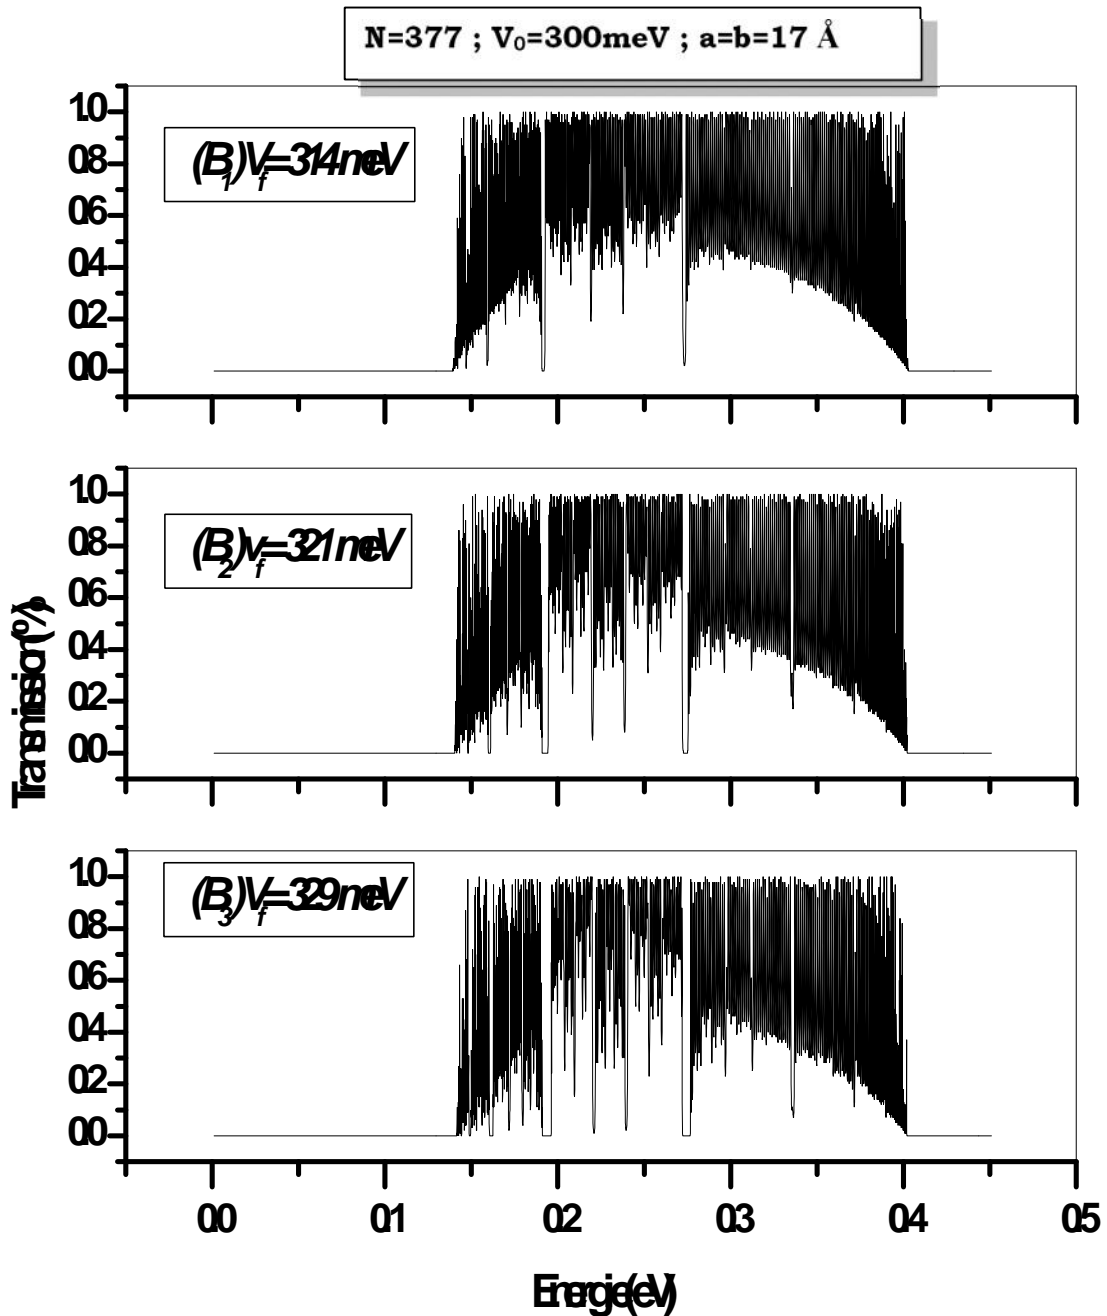 N=377 ; V₀=300meV ; a=b=17 Å
(B₁)V_f=314meV
1.0
0.8
0.6
0.4
0.2
0.0
(B₂)v_f=321meV
1.0
0.8
0.6
0.4
0.2
0.0
Transmission(%)
(B₃)V_f=329meV
1.0
0.8
0.6
0.4
0.2
0.0
0.0 0.1 0.2 0.3 0.4 0.5
Energie(eV)